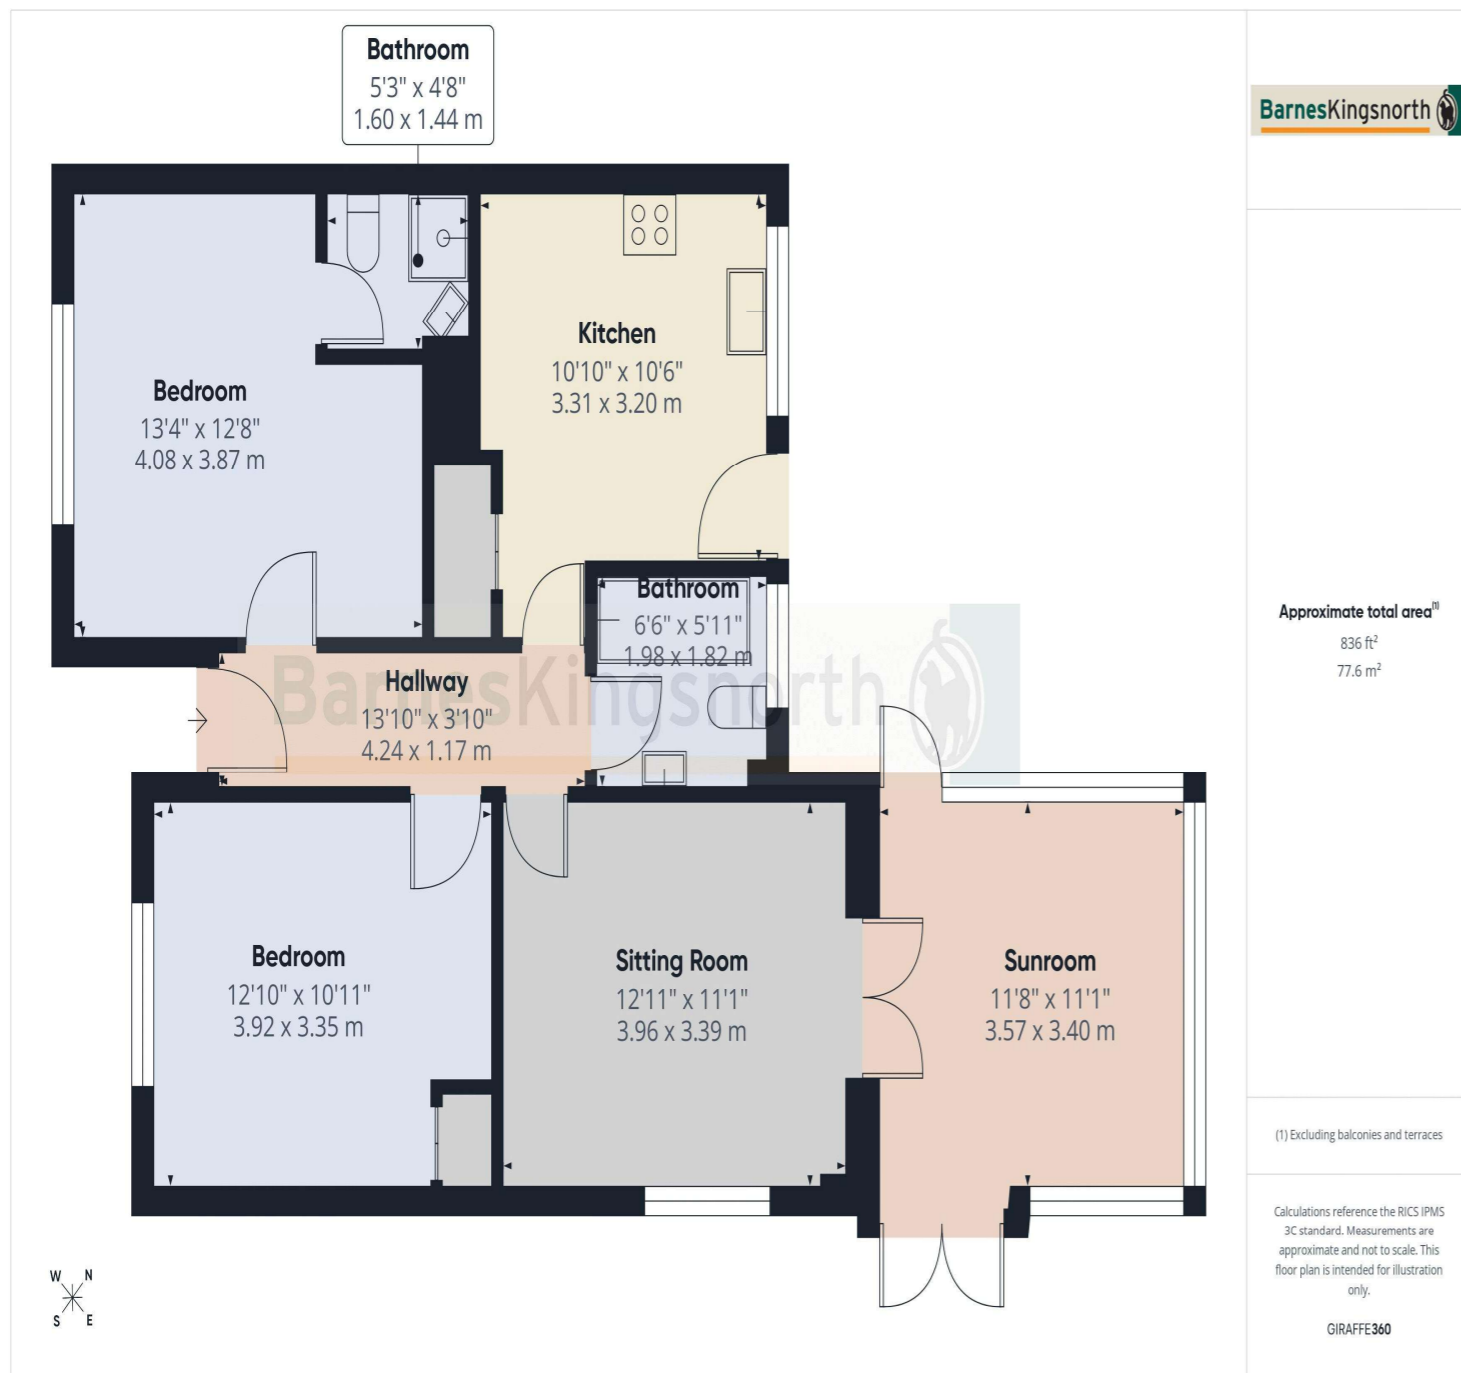 Bathroom
5'3" x 4'8"
1.60 x 1.44 m
BarnesKingsnorth
Kitchen
10'10" x 10'6"
3.31 x 3.20 m
Bedroom
13'4" x 12'8"
4.08 x 3.87 m
Bathroom
6'6" x 5'11"
1.98 x 1.82 m
BarnesKingsnorth
Hallway
13'10" x 3'10"
4.24 x 1.17 m
Approximate total area(1)
836 ft²
77.6 m²
Bedroom
12'10" x 10'11"
3.92 x 3.35 m
Sitting Room
12'11" x 11'1"
3.96 x 3.39 m
Sunroom
11'8" x 11'1"
3.57 x 3.40 m
(1) Excluding balconies and terraces
Calculations reference the RICS IPMS
3C standard. Measurements are
approximate and not to scale. This
floor plan is intended for illustration
only.
GIRAFFE360
W N
S E